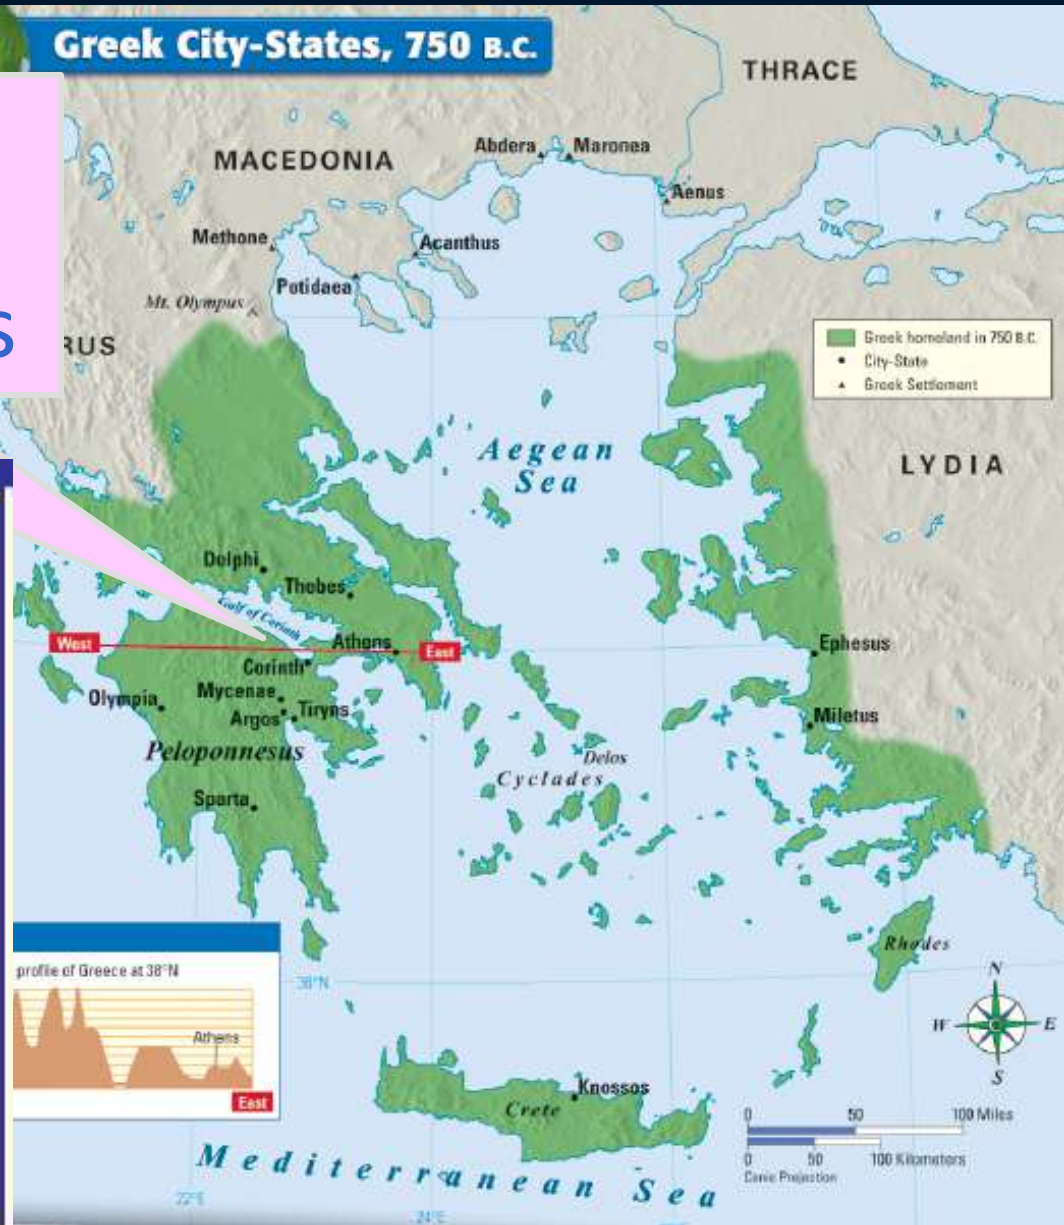 Greek City-States, 750 B.C.
THRACE
MACEDONIA
Abdera
Maronea
Aenus
Methone
Acanthus
Potidaea
Mt. Olympus
S
RUS
Greek homeland in 750 B.C.
City-State
Greek Settlement
Aegean
Sea
LYDIA
Delphi
Thebes
Gulf of Corinth
West
Athens
East
Ephesus
Corinth
Olympia
Mycenae
Argos
Tiryns
Miletus
Peloponnesus
Delos
Cyclades
Sparta
Rhodes
profile of Greece at 38°N
36°N
Athens
East
N
W
E
S
Knossos
Crete
0 50 100 Miles
0 50 100 Kilometers
Conic Projection
Mediterranean Sea
22°E
24°E